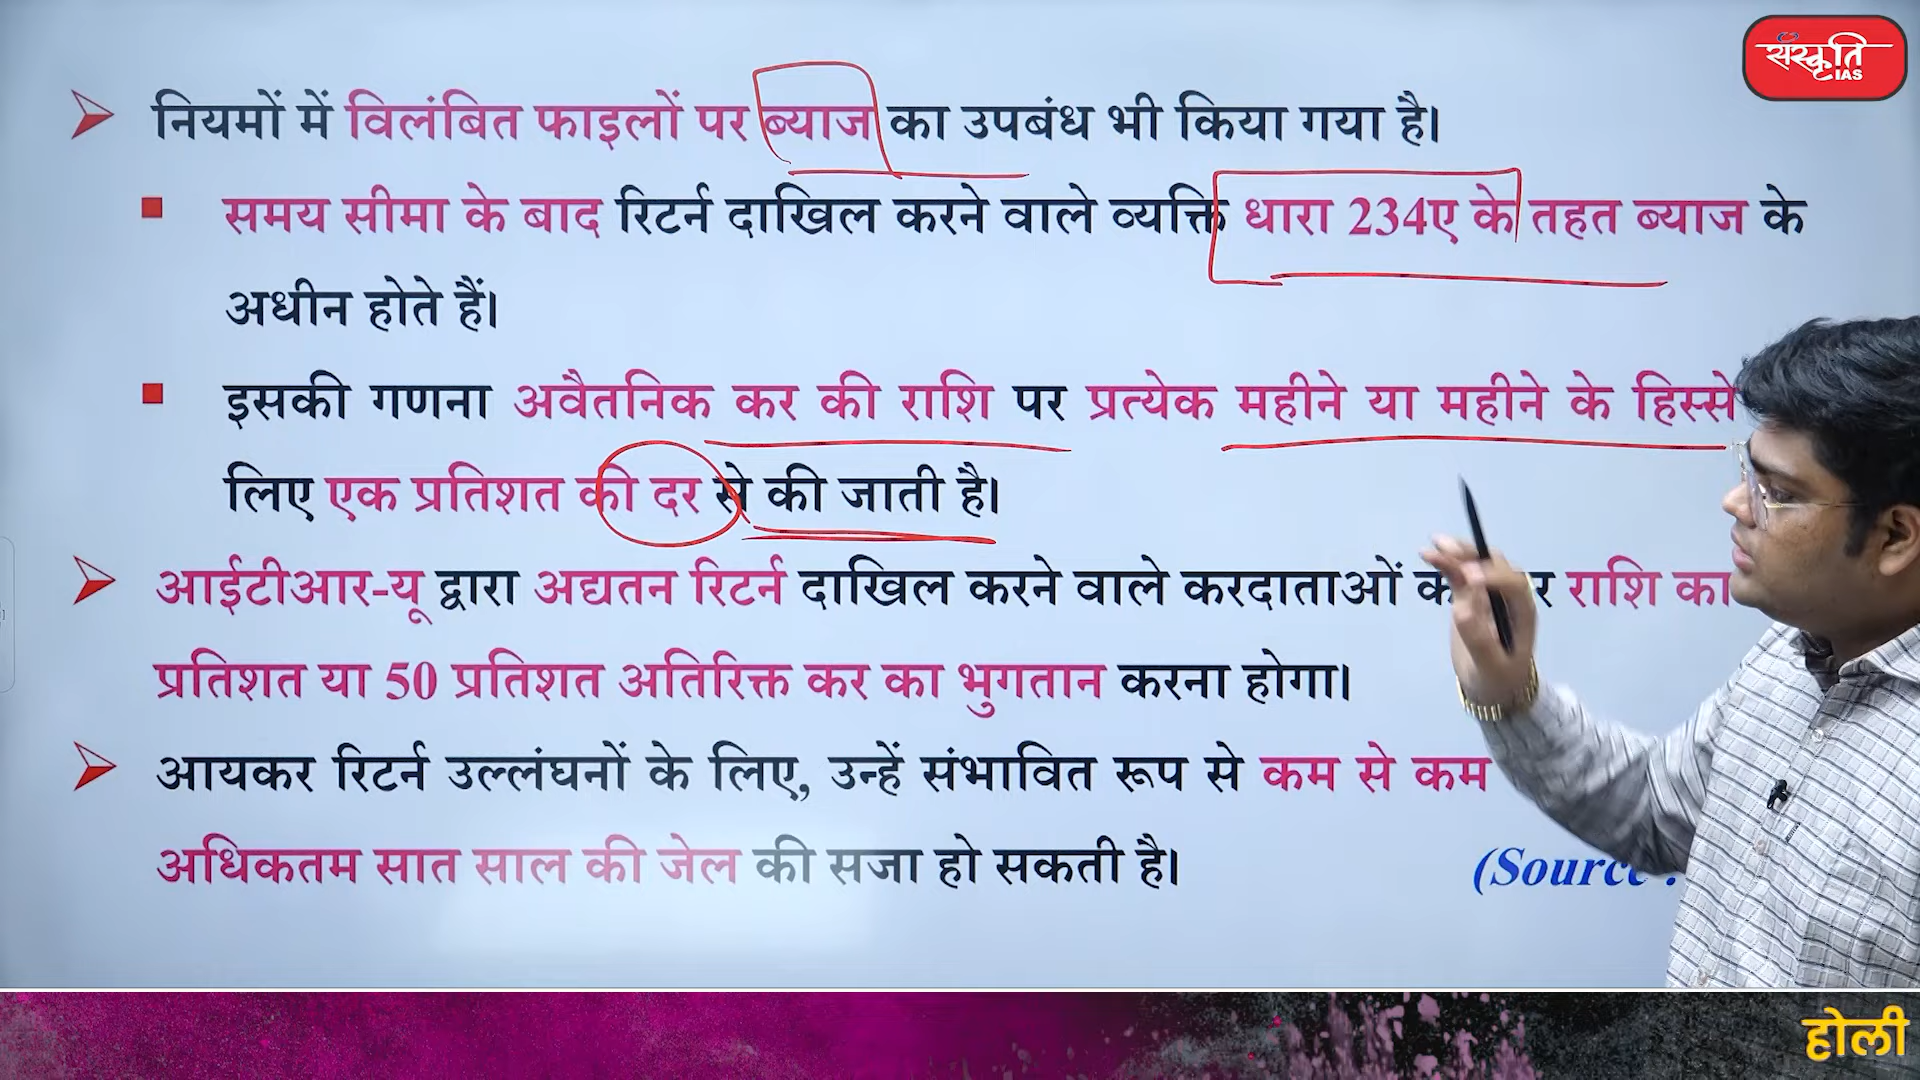 संस्कृति
IAS
नियमों में विलंबित फाइलों पर ब्याज का उपबंध भी किया गया है।
समय सीमा के बाद रिटर्न दाखिल करने वाले व्यक्ति धारा 234ए के तहत ब्याज के
अधीन होते हैं।
इसकी गणना अवैतनिक कर की राशि पर प्रत्येक महीने या महीने के हिस्से
लिए एक प्रतिशत की दर से की जाती है।
आईटीआर-यू द्वारा अद्यतन रिटर्न दाखिल करने वाले करदाताओं राशि का
प्रतिशत या 50 प्रतिशत अतिरिक्त कर का भुगतान करना होगा।
आयकर रिटर्न उल्लंघनों के लिए, उन्हें संभावित रूप से कम से कम
अधिकतम सात साल की जेल की सजा हो सकती है।
(Source :
होली